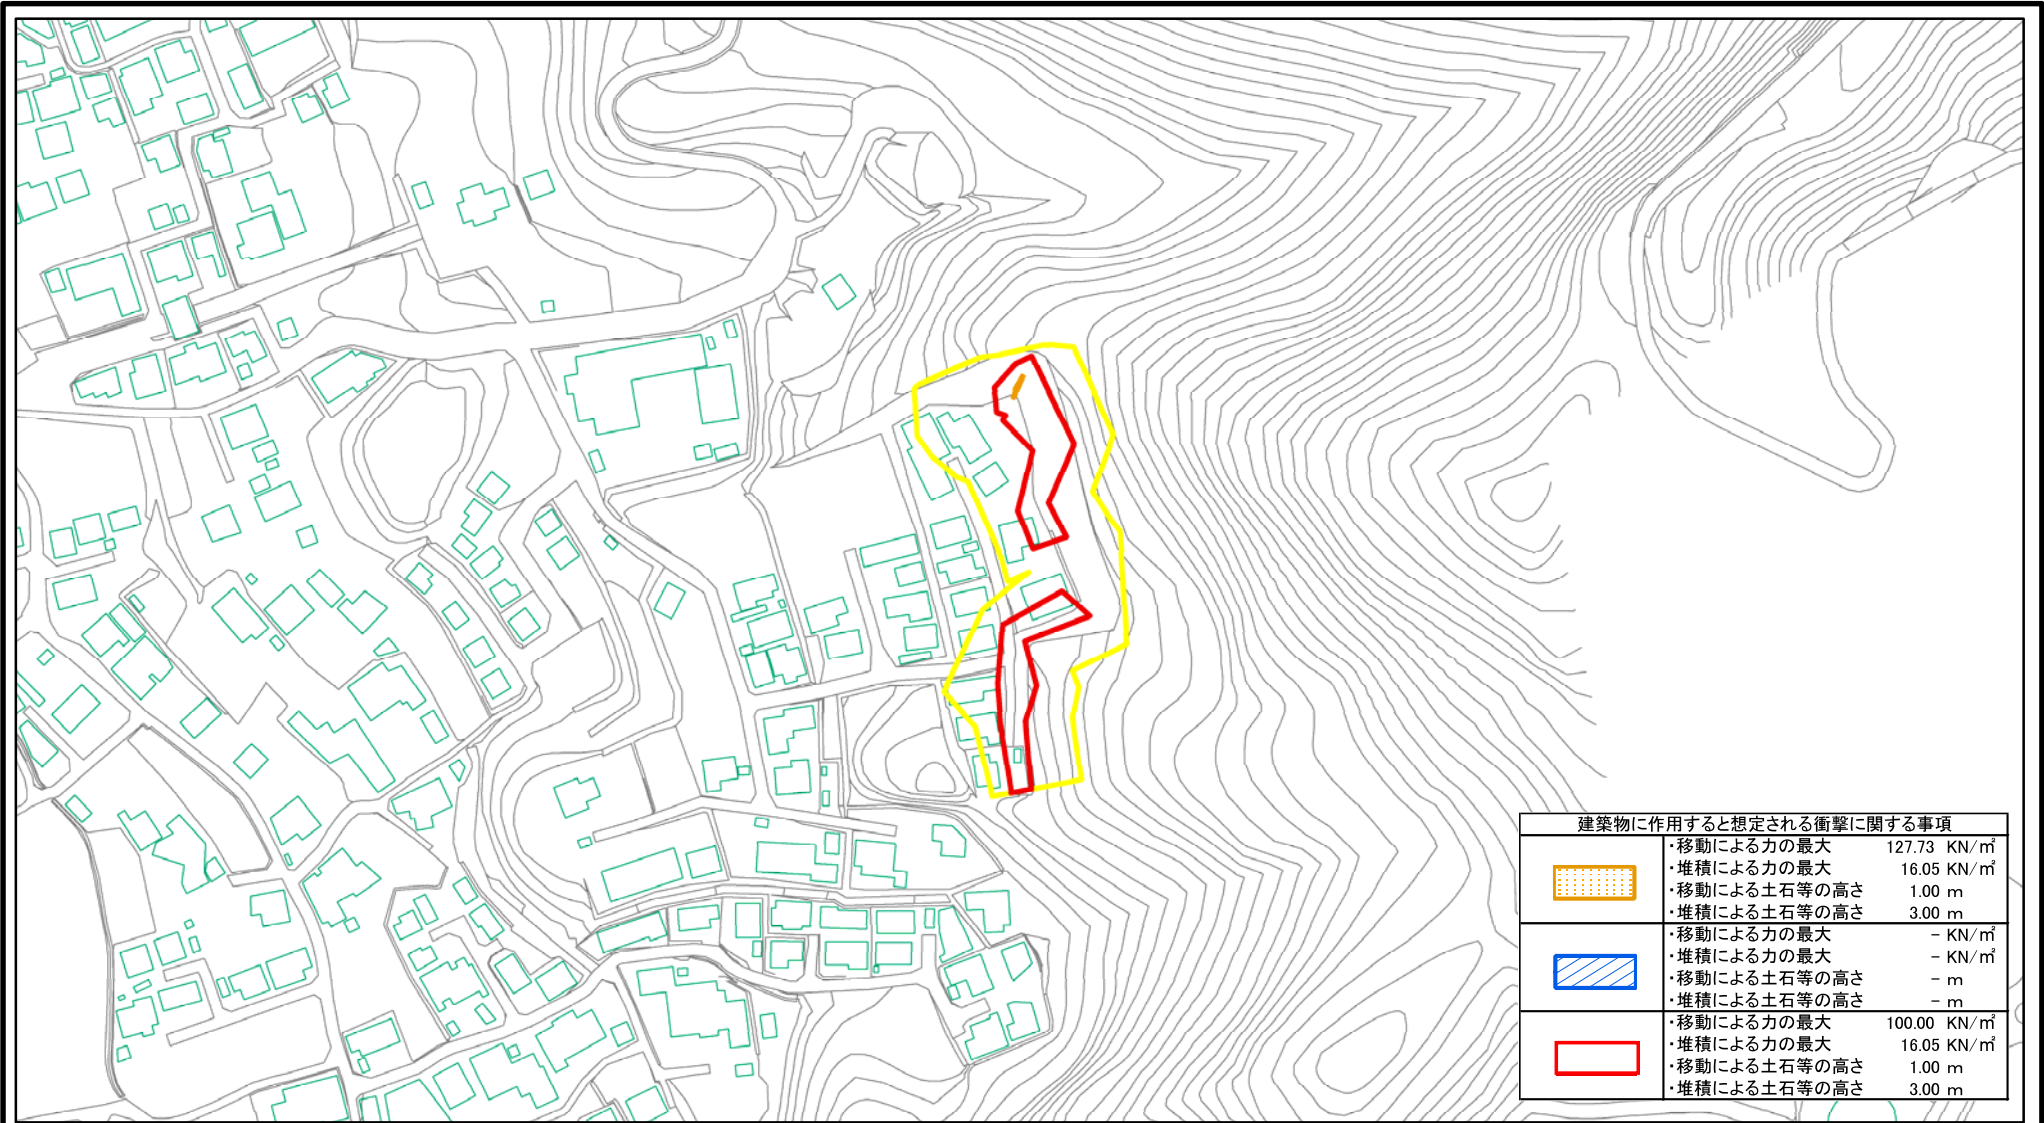 建築物に作用すると想定される衝撃に関する事項
・移動による力の最大 127.73 KN/㎡
・堆積による力の最大 16.05 KN/㎡
・移動による土石等の高さ 1.00 m
・堆積による土石等の高さ 3.00 m
・移動による力の最大 - KN/㎡
・堆積による力の最大 - KN/㎡
・移動による土石等の高さ - m
・堆積による土石等の高さ - m
・移動による力の最大 100.00 KN/㎡
・堆積による力の最大 16.05 KN/㎡
・移動による土石等の高さ 1.00 m
・堆積による土石等の高さ 3.00 m